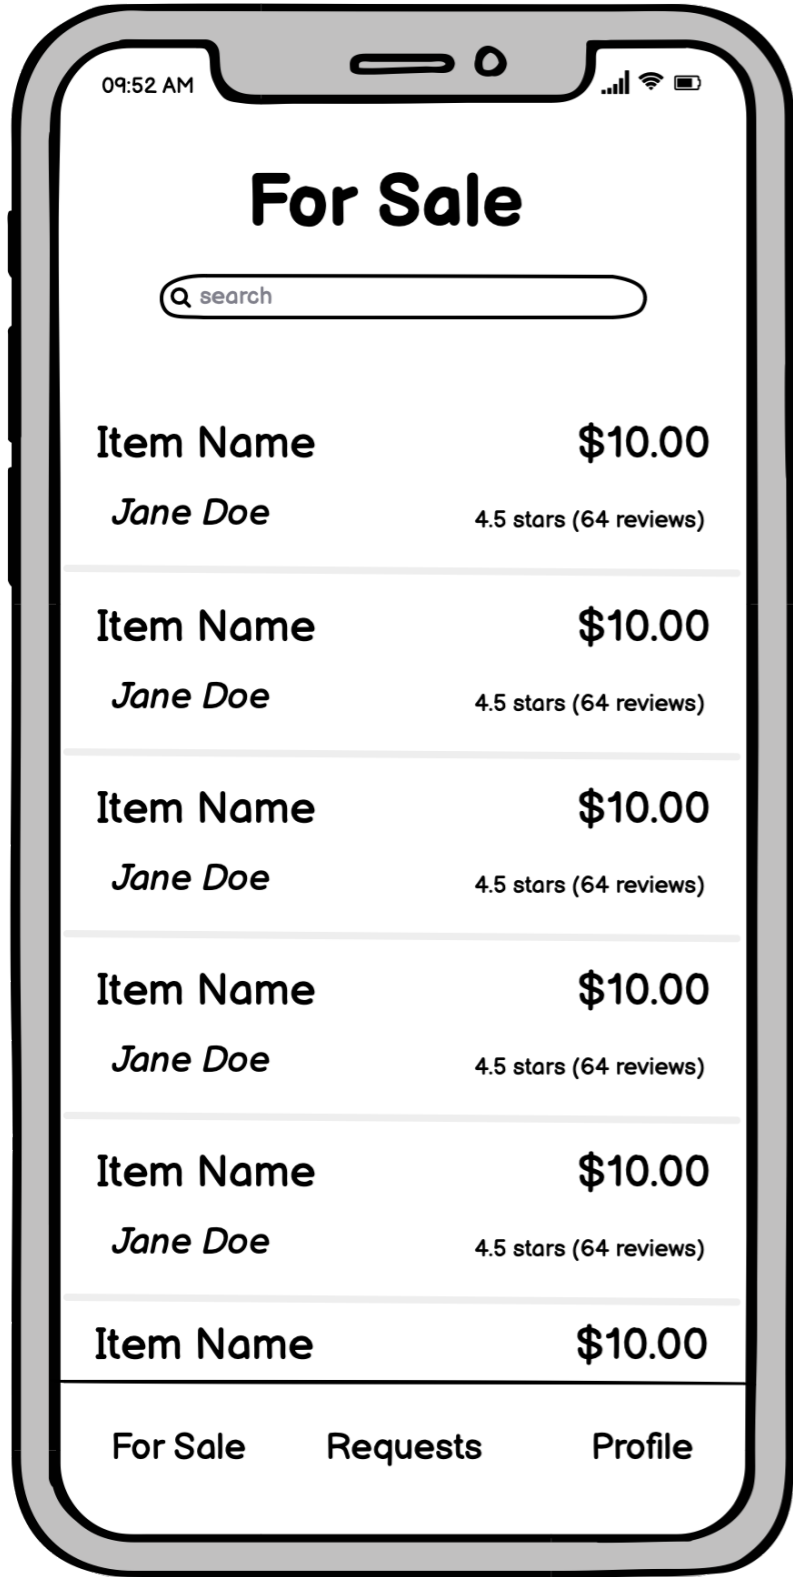 09:52 AM
For Sale
search
Item Name $10.00
Jane Doe 4.5 stars (64 reviews)
Item Name $10.00
Jane Doe 4.5 stars (64 reviews)
Item Name $10.00
Jane Doe 4.5 stars (64 reviews)
Item Name $10.00
Jane Doe 4.5 stars (64 reviews)
Item Name $10.00
Jane Doe 4.5 stars (64 reviews)
Item Name $10.00
For Sale Requests Profile